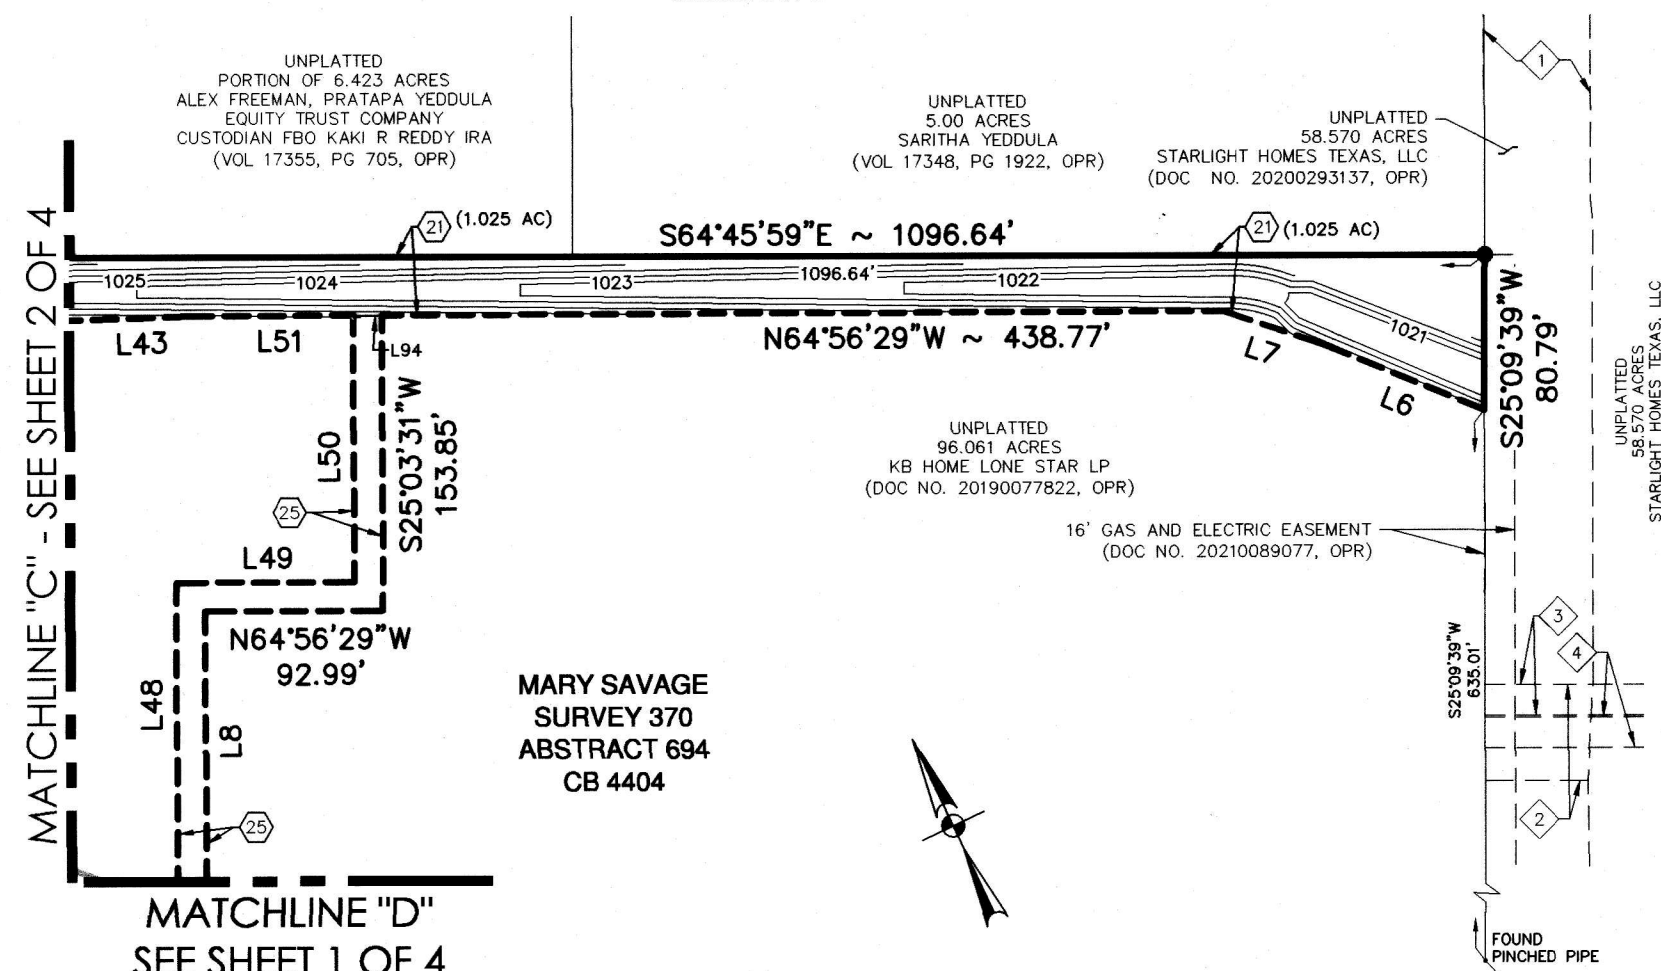 UNPLATTED
PORTION OF 6.423 ACRES
ALEX FREEMAN, PRATAPA YEDDULA
EQUITY TRUST COMPANY
CUSTODIAN FBO KAKI R REDDY IRA
(VOL 17355, PG 705, OPR)
UNPLATTED
5.00 ACRES
SARITHA YEDDULA
(VOL 17348, PG 1922, OPR)
UNPLATTED
58.570 ACRES
STARLIGHT HOMES TEXAS, LLC
(DOC NO. 20200293137, OPR)
1
21 (1.025 AC)
S64°45'59"E ~ 1096.64'
21 (1.025 AC)
1025
1024
1023
1096.64'
1022
1021
L43
L51
L94
N64°56'29"W ~ 438.77'
L7
L6
S25°09'39"W
80.79'
UNPLATTED
58.570 ACRES
STARLIGHT HOMES TEXAS, LLC
MATCHLINE "C" - SEE SHEET 2 OF 4
L50
S25°03'31"W
153.85'
25
UNPLATTED
96.061 ACRES
KB HOME LONE STAR LP
(DOC NO. 20190077822, OPR)
16' GAS AND ELECTRIC EASEMENT
(DOC NO. 20210089077, OPR)
L49
N64°56'29"W
92.99'
L48
L8
25
MARY SAVAGE
SURVEY 370
ABSTRACT 694
CB 4404
S25°09'39"W
635.01'
3
4
2
MATCHLINE "D"
SEE SHEET 1 OF 4
FOUND
PINCHED PIPE